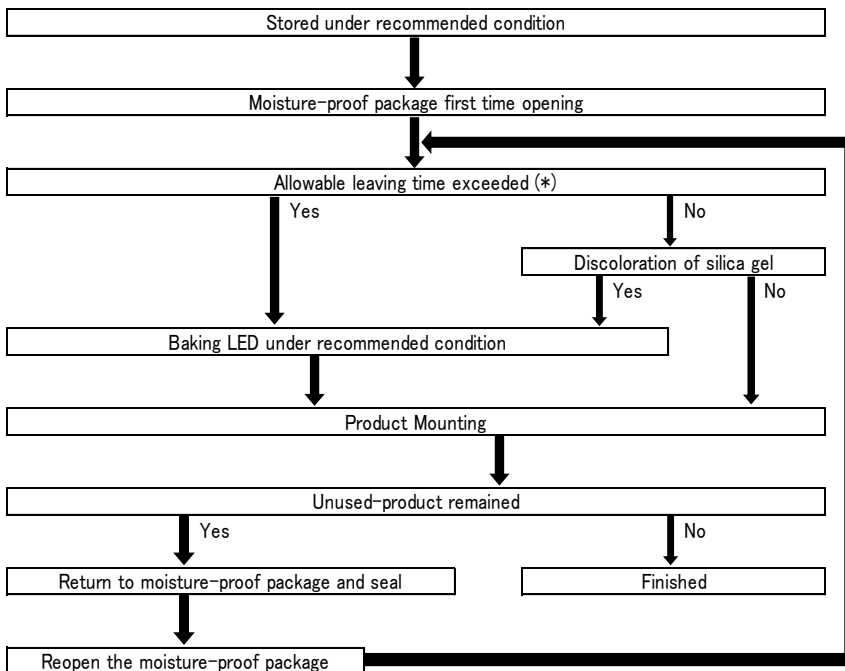 Stored under recommended condition
Moisture-proof package first time opening
Allowable leaving time exceeded (*)
Yes
No
Discoloration of silica gel
Yes
No
Baking LED under recommended condition
Product Mounting
Unused-product remained
Yes
No
Return to moisture-proof package and seal
Finished
Reopen the moisture-proof package